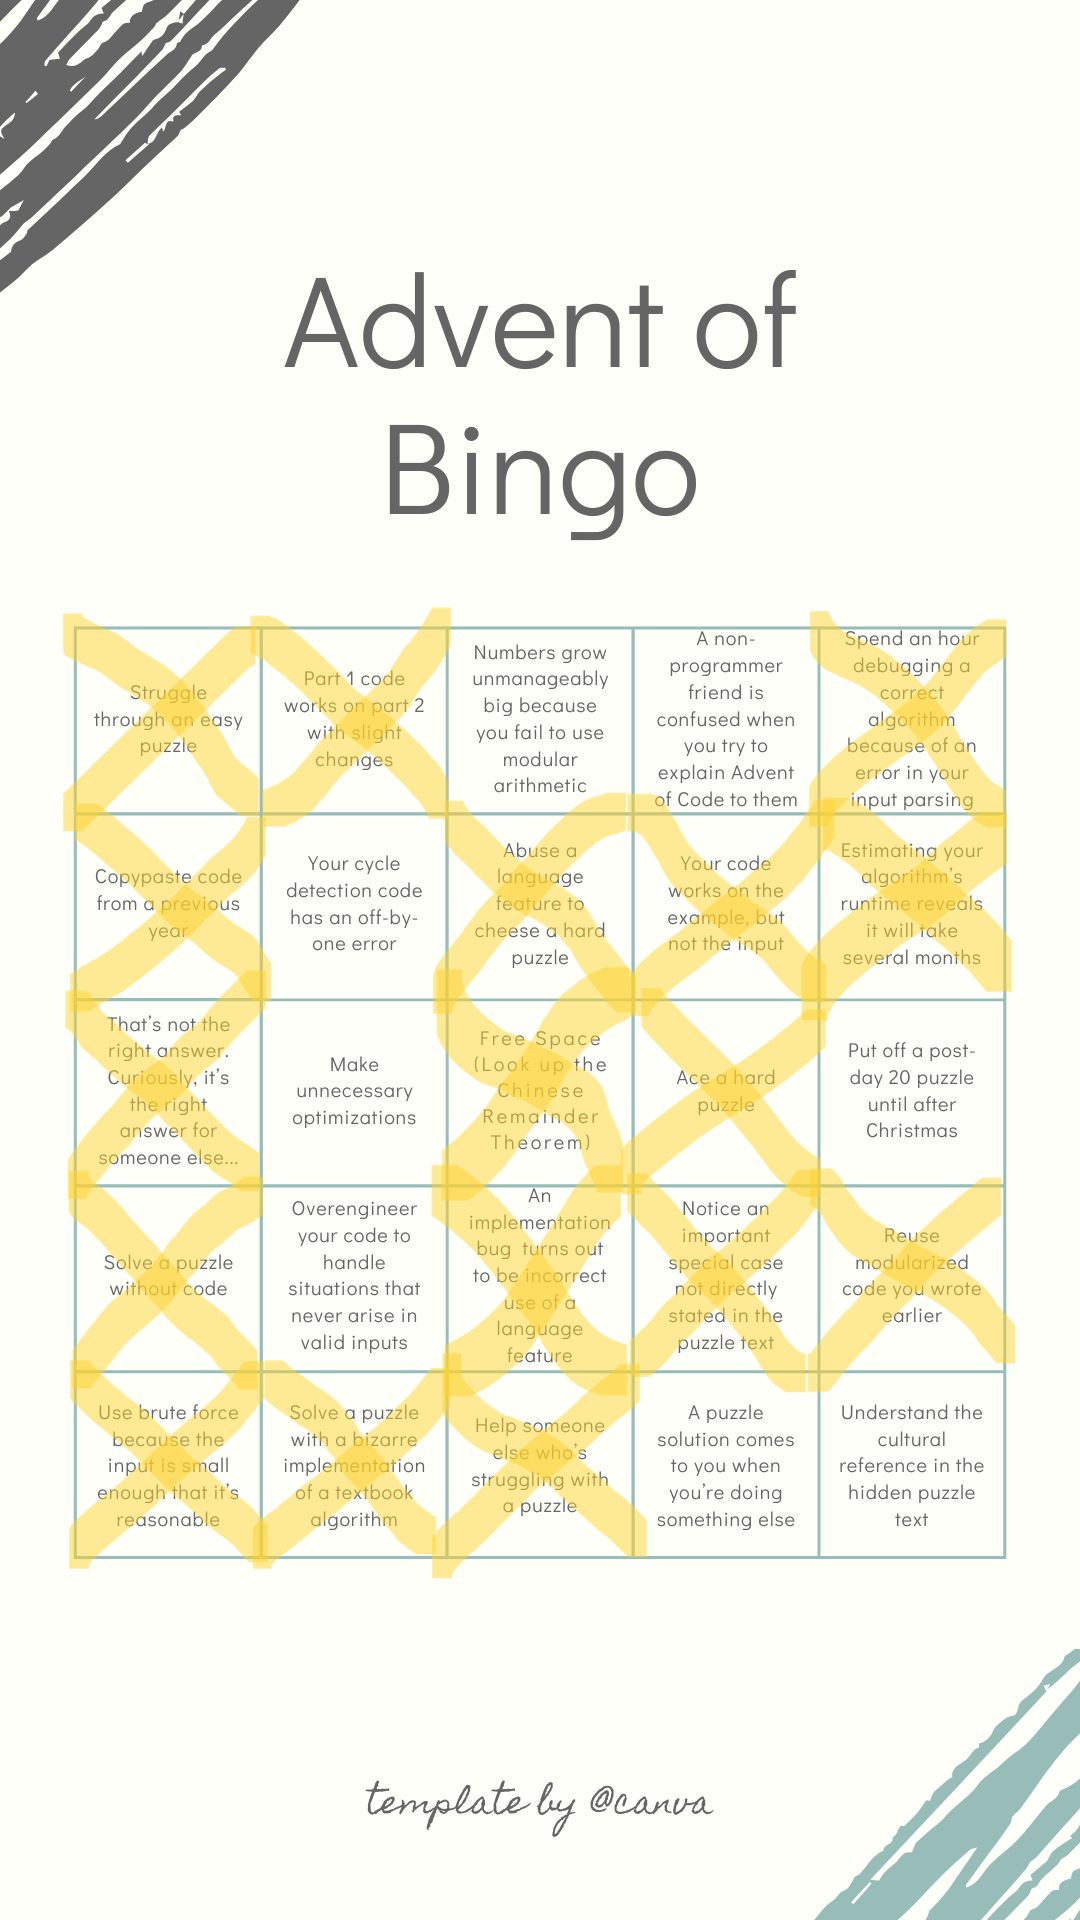 Advent of
Bingo
Struggle
through an easy
puzzle
Part 1 code
works on part 2
with slight
changes
Numbers grow
unmanageably
big because
you fail to use
modular
arithmetic
A non-
programmer
friend is
confused when
you try to
explain Advent
of Code to them
Spend an hour
debugging a
correct
algorithm
because of an
error in your
input parsing
Copypaste code
from a previous
year
Your cycle
detection code
has an off-by-
one error
Abuse a
language
feature to
cheese a hard
puzzle
Your code
works on the
example, but
not the input
Estimating your
algorithm's
runtime reveals
it will take
several months
That's not the
right answer.
Curiously, it's
the right
answer for
someone else...
Make
unnecessary
optimizations
Free Space
(Look up the
Chinese
Remainder
Theorem)
Ace a hard
puzzle
Put off a post-
day 20 puzzle
until after
Christmas
Solve a puzzle
without code
Overengineer
your code to
handle
situations that
never arise in
valid inputs
An
implementation
bug turns out
to be incorrect
use of a
language
feature
Notice an
important
special case
not directly
stated in the
puzzle text
Reuse
modularized
code you wrote
earlier
Use brute force
because the
input is small
enough that it's
reasonable
Solve a puzzle
with a bizarre
implementation
of a textbook
algorithm
Help someone
else who's
struggling with
a puzzle
A puzzle
solution comes
to you when
you're doing
something else
Understand the
cultural
reference in the
hidden puzzle
text
template by @canva